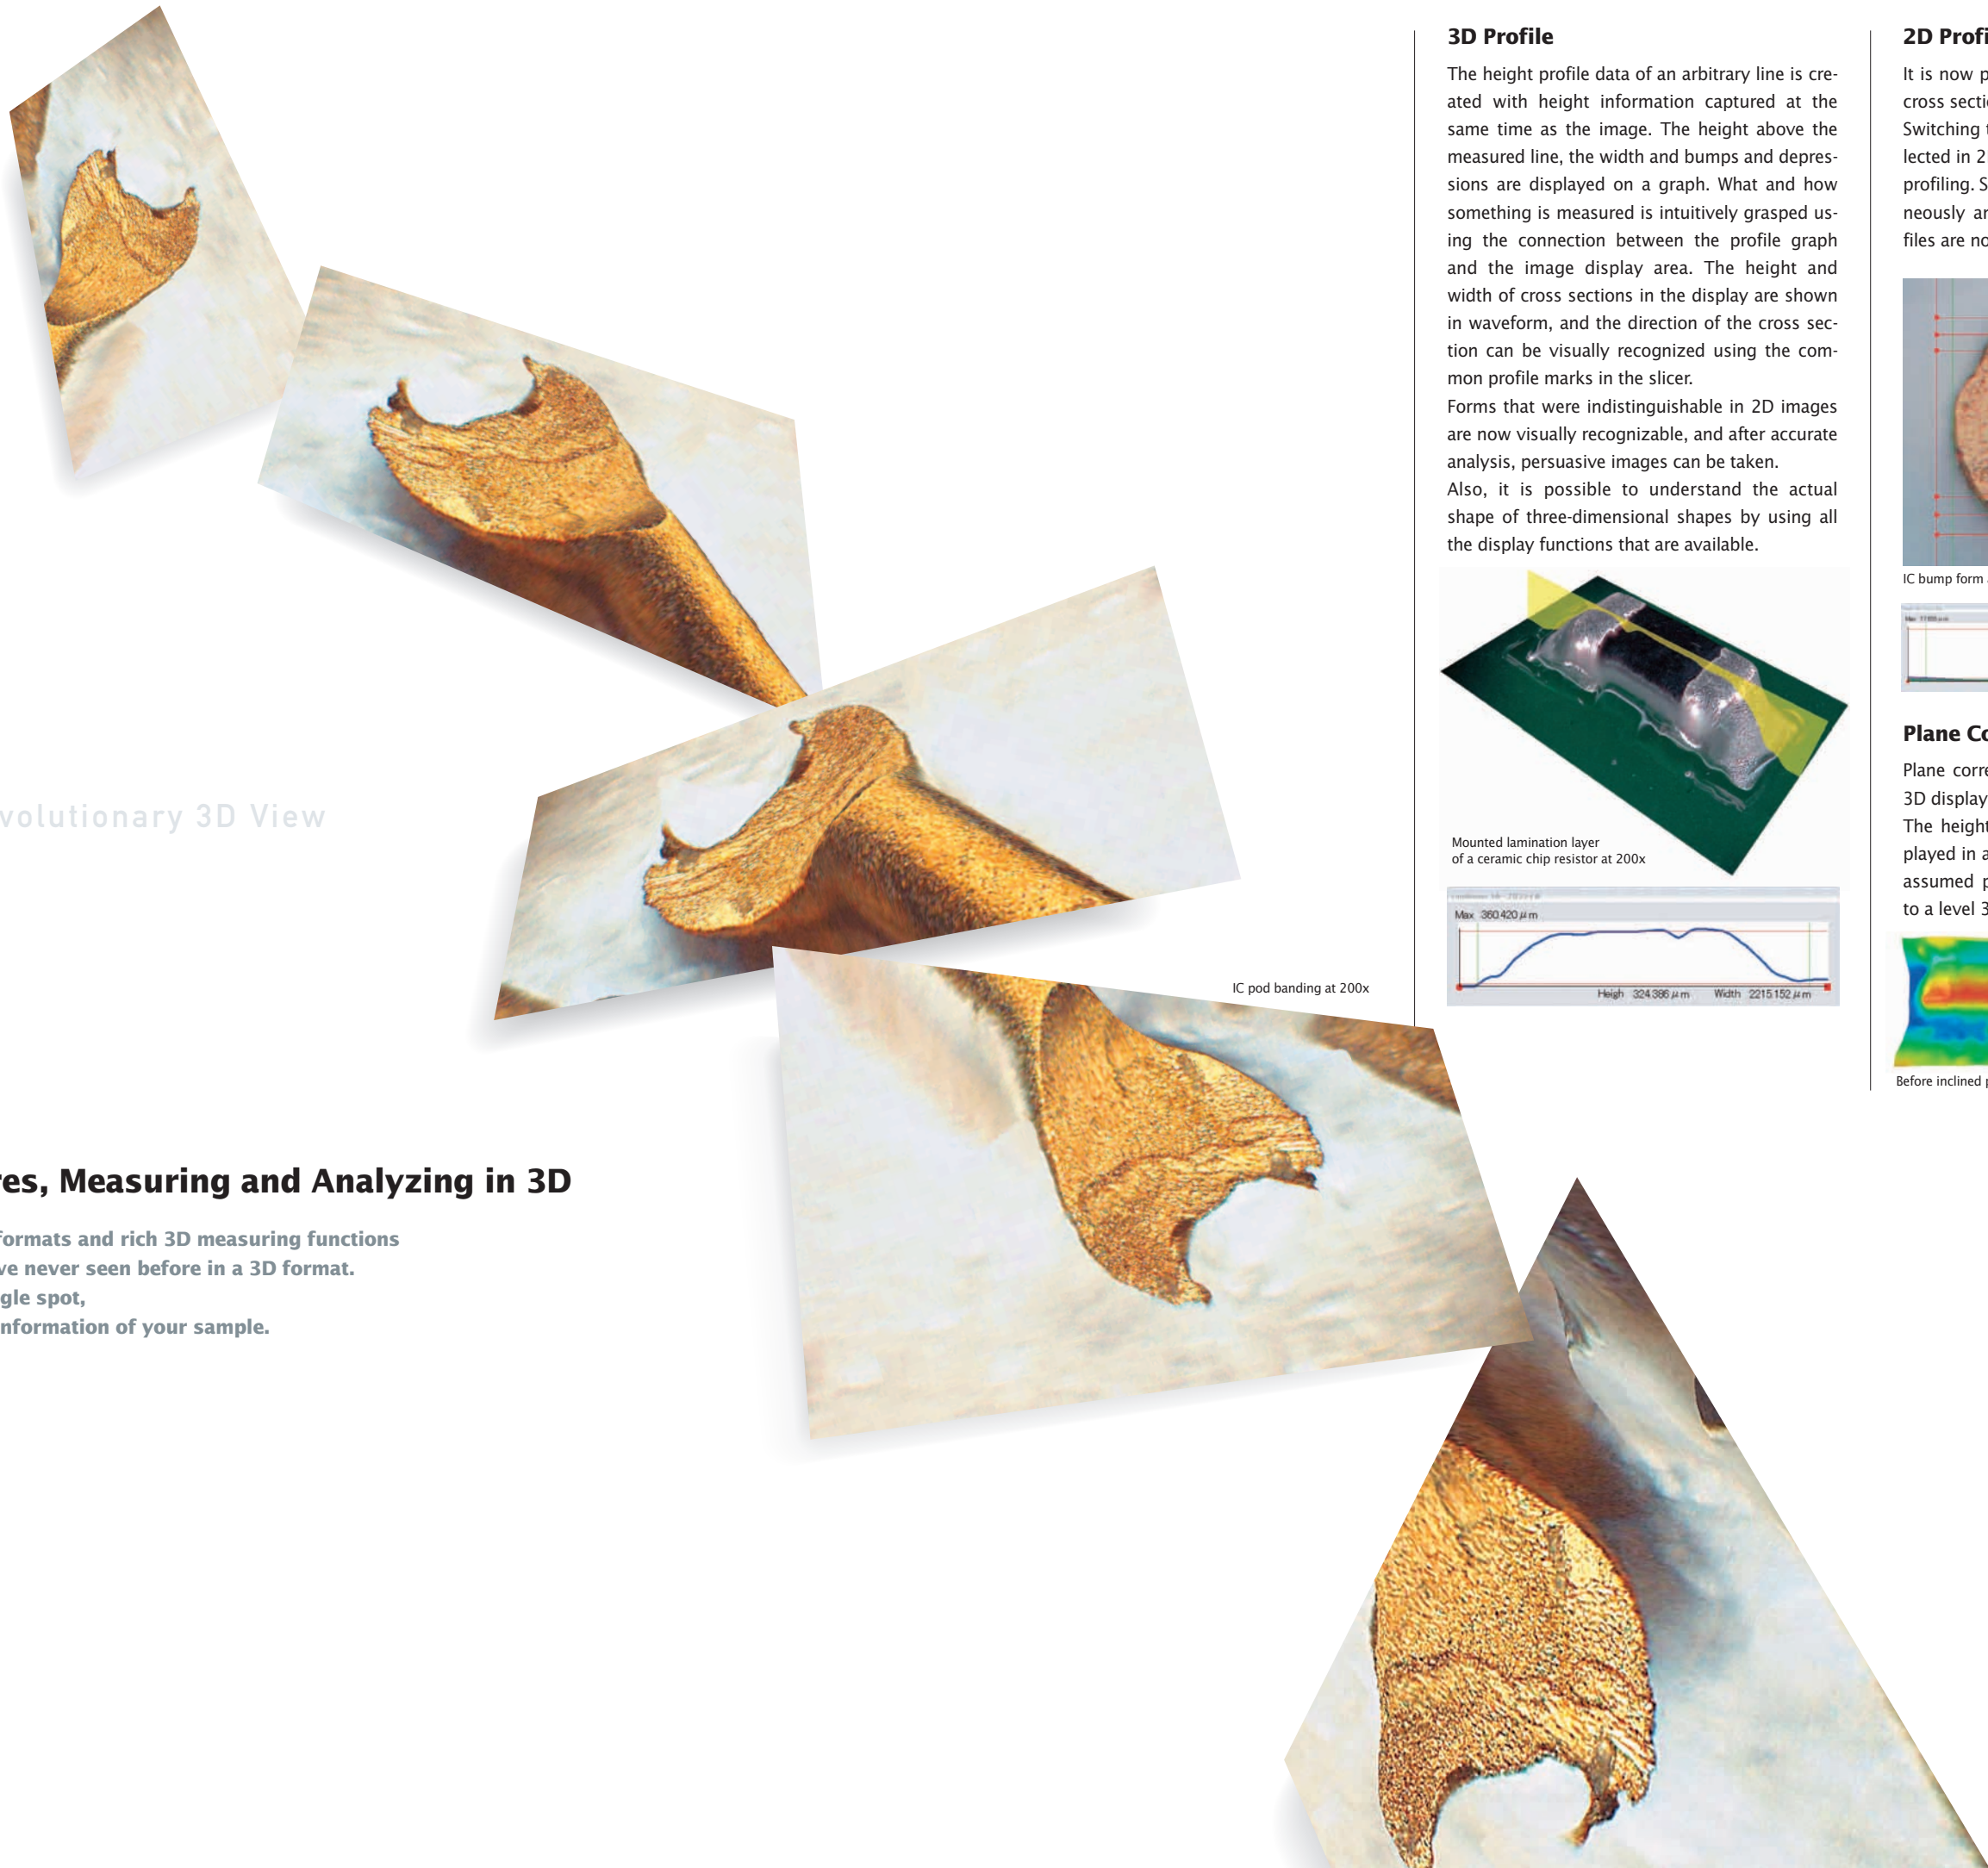 volutionary 3D View
res, Measuring and Analyzing in 3D
formats and rich 3D measuring functions
ve never seen before in a 3D format.
gle spot,
nformation of your sample.
IC pod banding at 200x
3D Profile
The height profile data of an arbitrary line is cre-
ated with height information captured at the
same time as the image. The height above the
measured line, the width and bumps and depres-
sions are displayed on a graph. What and how
something is measured is intuitively grasped us-
ing the connection between the profile graph
and the image display area. The height and
width of cross sections in the display are shown
in waveform, and the direction of the cross sec-
tion can be visually recognized using the com-
mon profile marks in the slicer.
Forms that were indistinguishable in 2D images
are now visually recognizable, and after accurate
analysis, persuasive images can be taken.
Also, it is possible to understand the actual
shape of three-dimensional shapes by using all
the display functions that are available.
Mounted lamination layer
of a ceramic chip resistor at 200x
Max 360.420 μm
Heigh 324.386 μm Width 2215.152 μm
2D Profi
It is now p
cross secti
Switching t
lected in 2
profiling. S
neously ar
files are no
IC bump form
Plane Co
Plane corre
3D display
The height
played in a
assumed p
to a level 3
Before inclined p